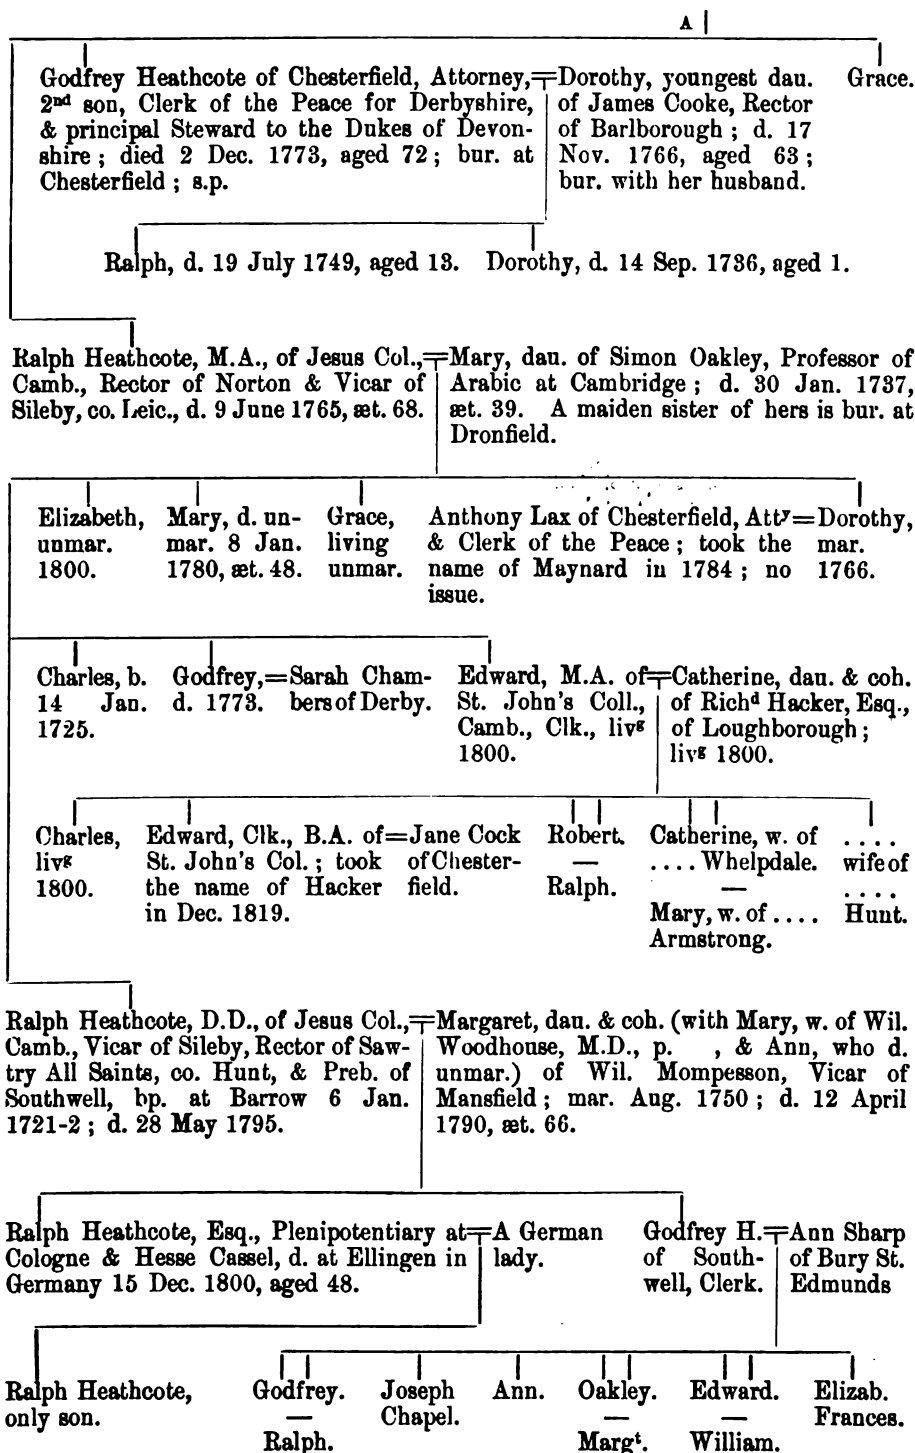 A
Godfrey Heathcote of Chesterfield, Attorney,
2nd son, Clerk of the Peace for Derbyshire,
& principal Steward to the Dukes of Devon-
shire ; died 2 Dec. 1773, aged 72 ; bur. at
Chesterfield ; s.p.
=Dorothy, youngest dau.
of James Cooke, Rector
of Barlborough ; d. 17
Nov. 1766, aged 63 ;
bur. with her husband.
Grace.
Ralph, d. 19 July 1749, aged 13.
Dorothy, d. 14 Sep. 1736, aged 1.
Ralph Heathcote, M.A., of Jesus Col.,
Camb., Rector of Norton & Vicar of
Sileby, co. Leic., d. 9 June 1765, æt. 68.
=Mary, dau. of Simon Oakley, Professor of
Arabic at Cambridge ; d. 30 Jan. 1737,
æt. 39. A maiden sister of hers is bur. at
Dronfield.
Elizabeth,
unmar.
1800.
Mary, d. un-
mar. 8 Jan.
1780, æt. 48.
Grace,
living
unmar.
Anthony Lax of Chesterfield, Atty
& Clerk of the Peace ; took the
name of Maynard in 1784 ; no
issue.
=Dorothy,
mar.
1766.
Charles, b.
14 Jan.
1725.
Godfrey,
d. 1773.
=Sarah Cham-
bers of Derby.
Edward, M.A. of
St. John's Coll.,
Camb., Clk., livg
1800.
=Catherine, dau. & coh.
of Richd Hacker, Esq.,
of Loughborough ;
livg 1800.
Charles,
livg
1800.
Edward, Clk., B.A. of
St. John's Col. ; took
the name of Hacker
in Dec. 1819.
=Jane Cock
of Chester-
field.
Robert.
—
Ralph.
Catherine, w. of
. . . . Whelpdale.
—
Mary, w. of . . . .
Armstrong.
. . . .
wife of
. . . .
Hunt.
Ralph Heathcote, D.D., of Jesus Col.,
Camb., Vicar of Sileby, Rector of Saw-
try All Saints, co. Hunt, & Preb. of
Southwell, bp. at Barrow 6 Jan.
1721-2 ; d. 28 May 1795.
=Margaret, dau. & coh. (with Mary, w. of Wil.
Woodhouse, M.D., p. , & Ann, who d.
unmar.) of Wil. Mompesson, Vicar of
Mansfield ; mar. Aug. 1750 ; d. 12 April
1790, æt. 66.
Ralph Heathcote, Esq., Plenipotentiary at
Cologne & Hesse Cassel, d. at Ellingen in
Germany 15 Dec. 1800, aged 48.
=A German
lady.
Godfrey H.
of South-
well, Clerk.
=Ann Sharp
of Bury St.
Edmunds
Ralph Heathcote,
only son.
Godfrey.
—
Ralph.
Joseph
Chapel.
Ann.
Oakley.
—
Margt.
Edward.
—
William.
Elizab.
Frances.